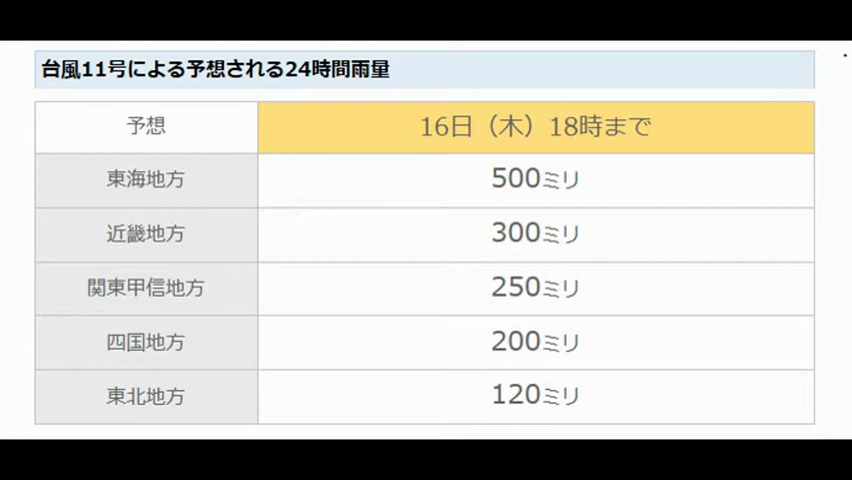 台風11号による予想される24時間雨量
予想 16日（木）18時まで
東海地方 500ミリ
近畿地方 300ミリ
関東甲信地方 250ミリ
四国地方 200ミリ
東北地方 120ミリ